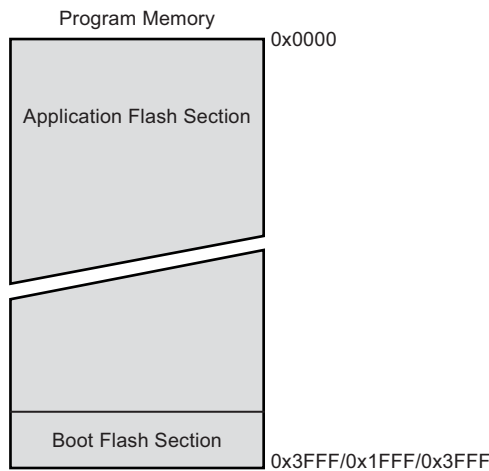 Program Memory
0x0000
Application Flash Section
Boot Flash Section
0x3FFF/0x1FFF/0x3FFF